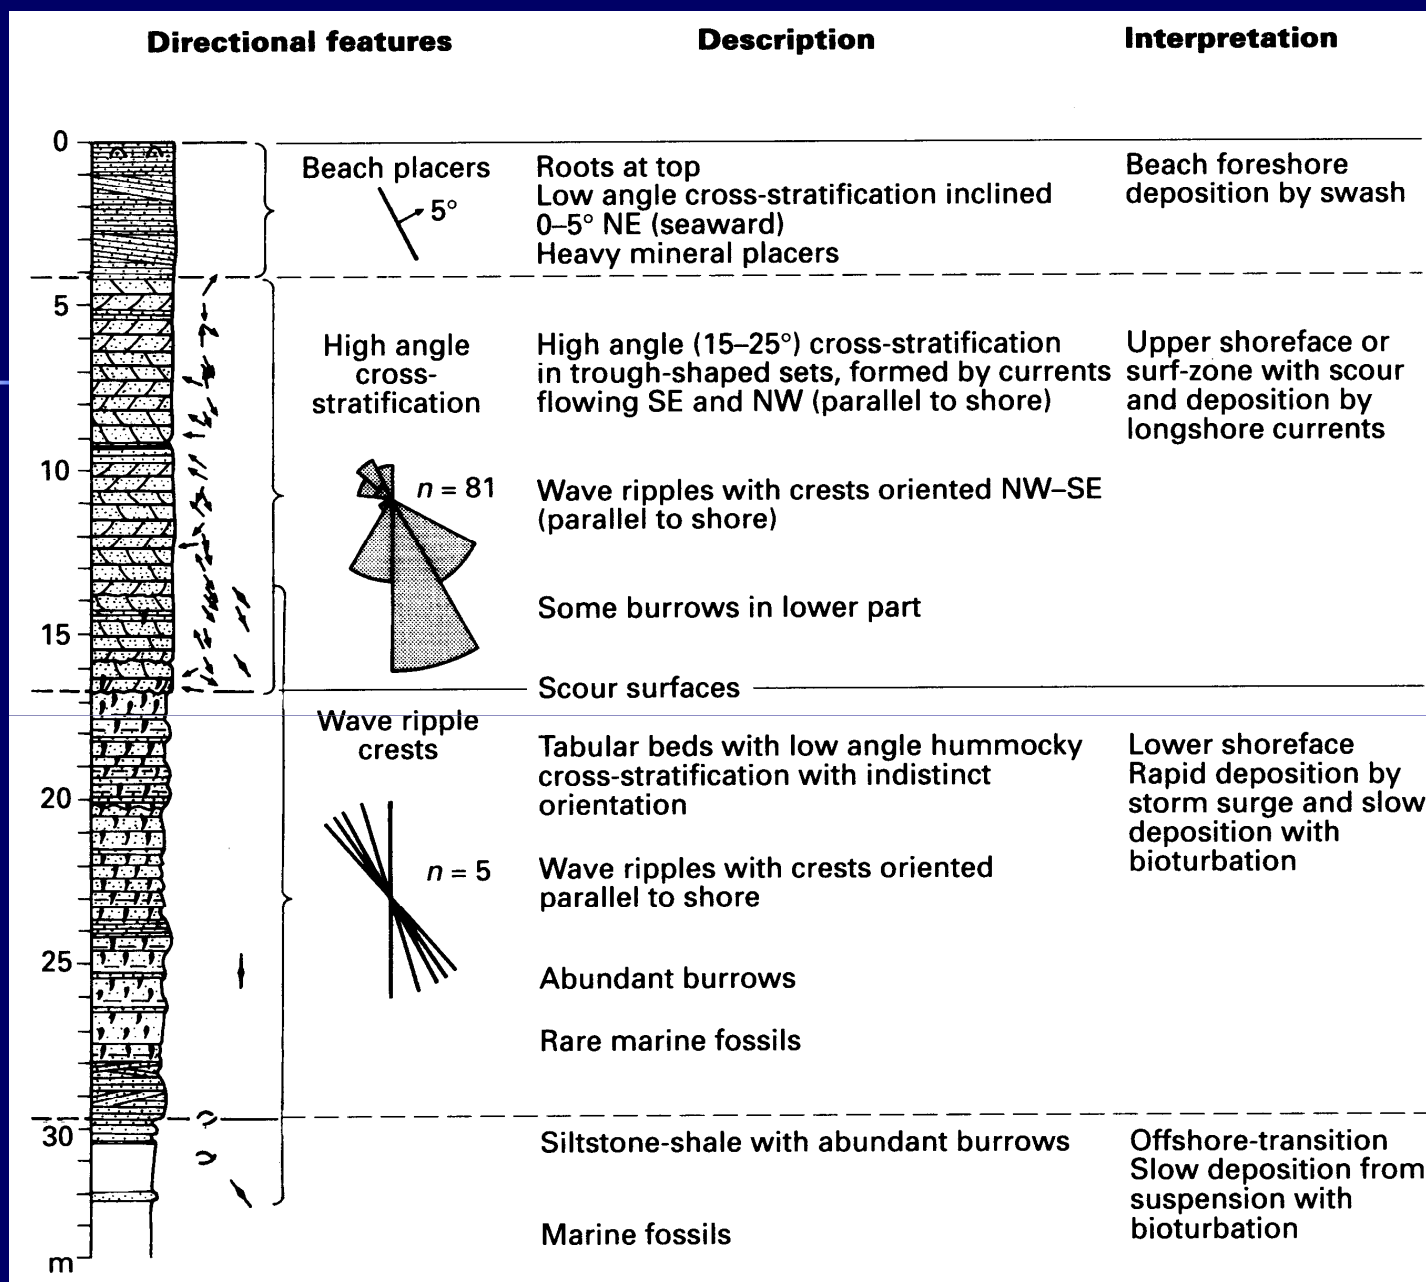 Directional features
Description
Interpretation
0
Beach placers
5°
Roots at top
Low angle cross-stratification inclined
0–5° NE (seaward)
Heavy mineral placers
Beach foreshore
deposition by swash
5
High angle
cross-
stratification
n = 81
High angle (15–25°) cross-stratification
in trough-shaped sets, formed by currents
flowing SE and NW (parallel to shore)
Upper shoreface or
surf-zone with scour
and deposition by
longshore currents
10
Wave ripples with crests oriented NW–SE
(parallel to shore)
Some burrows in lower part
15
Scour surfaces
Wave ripple
crests
n = 5
Tabular beds with low angle hummocky
cross-stratification with indistinct
orientation
Lower shoreface
Rapid deposition by
storm surge and slow
deposition with
bioturbation
20
Wave ripples with crests oriented
parallel to shore
25
Abundant burrows
Rare marine fossils
30
Siltstone-shale with abundant burrows
Offshore-transition
Slow deposition from
suspension with
bioturbation
Marine fossils
m